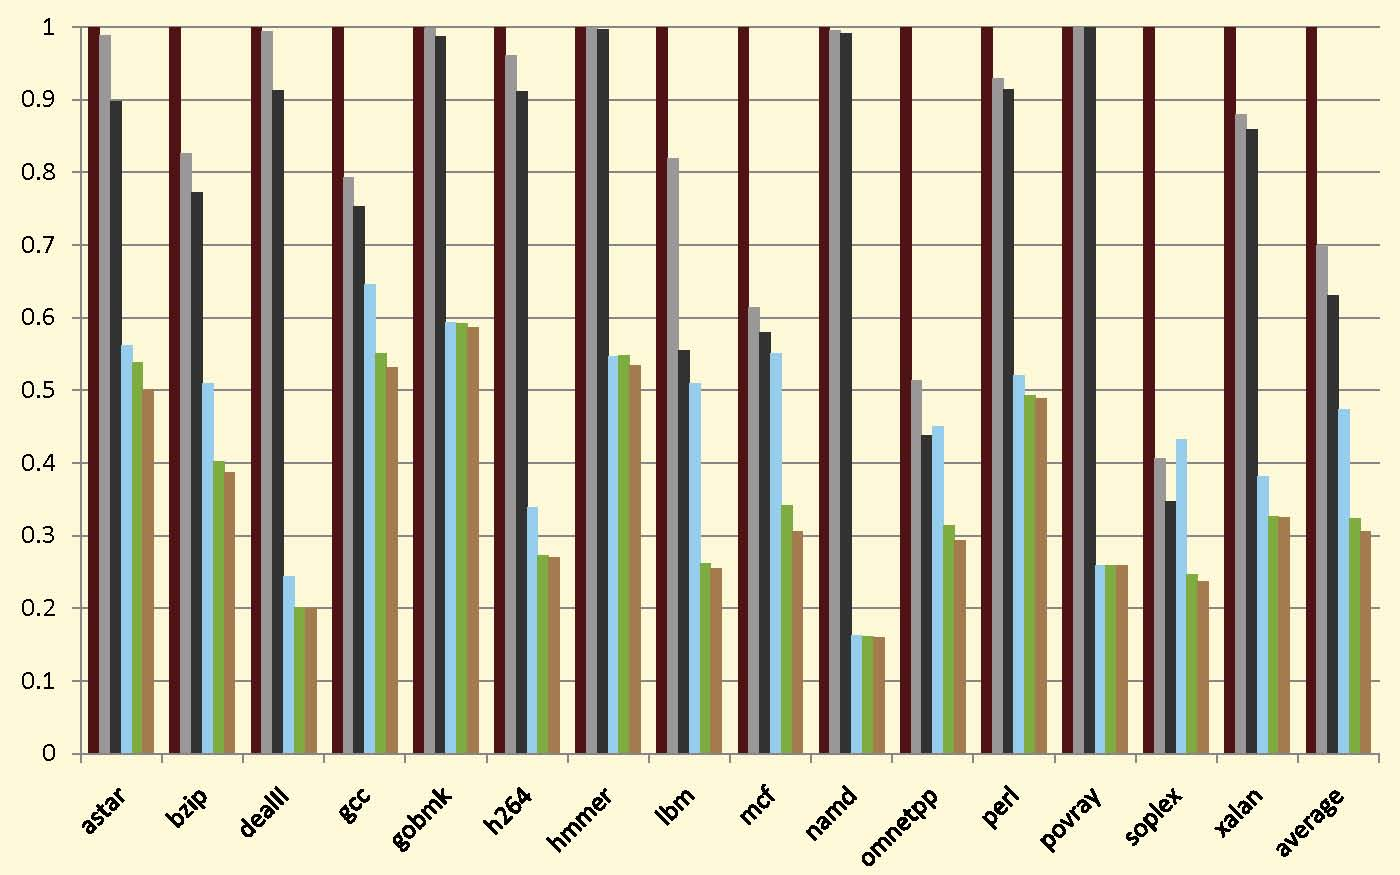 1
0.9
0.8
0.7
0.6
0.5
0.4
0.3
0.2
0.1
0
astar
bzip
dealII
gcc
gobmk
h264
hmmer
lbm
mcf
namd
omnetpp
perl
povray
soplex
xalan
average